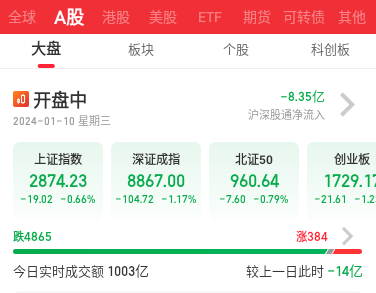 全球 A股 港股 美股 ETF 期货 可转债 其他
大盘 板块 个股 科创板
开盘中 -8.35亿
2024-01-10 星期三 沪深股通净流入
上证指数 深证成指 北证50 创业板
2874.23 8867.00 960.64 1729.1
-19.02 -0.66% -104.72 -1.17% -7.60 -0.79% -21.61 -1.23
跌4865 涨384
今日实时成交额 1003亿 较上一日此时 -14亿